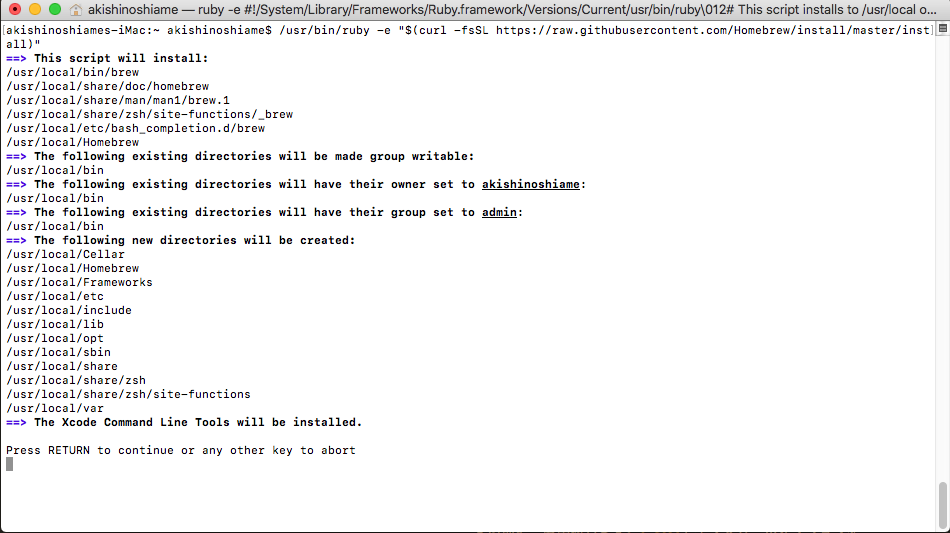 akishinoshiame — ruby -e #!/System/Library/Frameworks/Ruby.framework/Versions/Current/usr/bin/ruby\012# This script installs to /usr/local o...
[akishinoshiames-iMac:~ akishinoshiame$ /usr/bin/ruby -e "$(curl -fsSL https://raw.githubusercontent.com/Homebrew/install/master/inst]
all)"
==> This script will install:
/usr/local/bin/brew
/usr/local/share/doc/homebrew
/usr/local/share/man/man1/brew.1
/usr/local/share/zsh/site-functions/_brew
/usr/local/etc/bash_completion.d/brew
/usr/local/Homebrew
==> The following existing directories will be made group writable:
/usr/local/bin
==> The following existing directories will have their owner set to akishinoshiame:
/usr/local/bin
==> The following existing directories will have their group set to admin:
/usr/local/bin
==> The following new directories will be created:
/usr/local/Cellar
/usr/local/Homebrew
/usr/local/Frameworks
/usr/local/etc
/usr/local/include
/usr/local/lib
/usr/local/opt
/usr/local/sbin
/usr/local/share
/usr/local/share/zsh
/usr/local/share/zsh/site-functions
/usr/local/var
==> The Xcode Command Line Tools will be installed.
Press RETURN to continue or any other key to abort